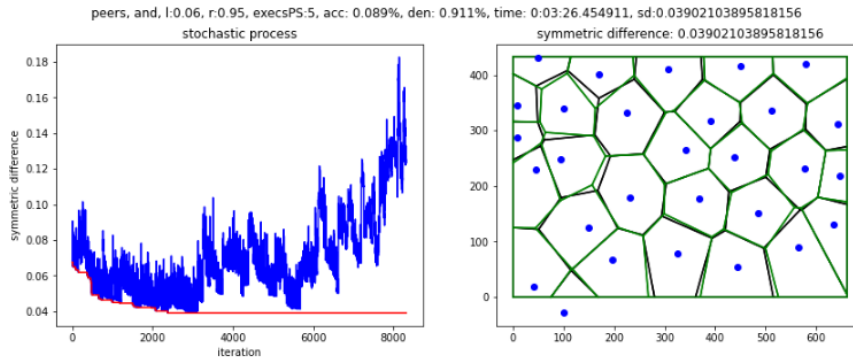 peers, and, l:0.06, r:0.95, execsPS:5, acc: 0.089%, den: 0.911%, time: 0:03:26.454911, sd:0.03902103895818156
stochastic process
symmetric difference
0.18
0.16
0.14
0.12
0.10
0.08
0.06
0.04
0 2000 4000 6000 8000
iteration
symmetric difference: 0.03902103895818156
400
300
200
100
0
0 100 200 300 400 500 600